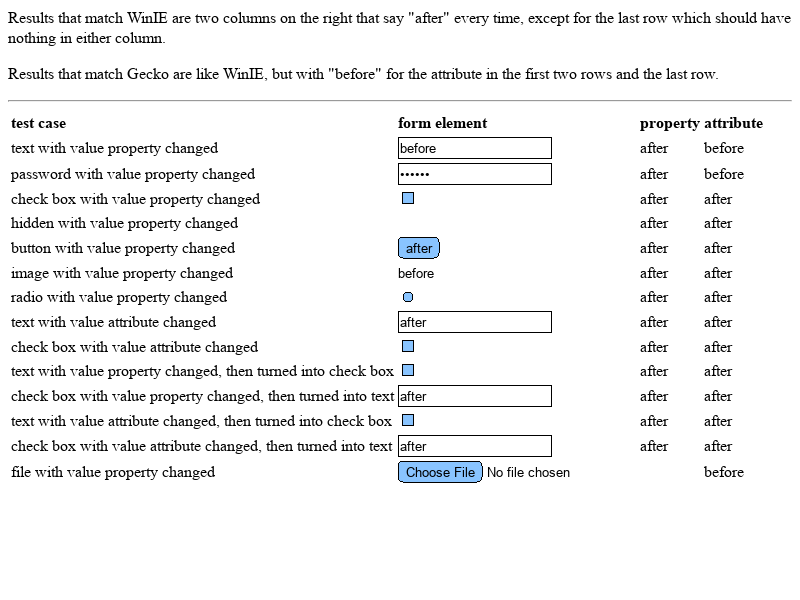 Results that match WinIE are two columns on the right that say "after" every time, except for the last row which should have
nothing in either column.
Results that match Gecko are like WinIE, but with "before" for the attribute in the first two rows and the last row.
test case form element property attribute
text with value property changed before after before
password with value property changed •••••• after before
check box with value property changed after after
hidden with value property changed after after
button with value property changed after after after
image with value property changed before after after
radio with value property changed after after
text with value attribute changed after after after
check box with value attribute changed after after
text with value property changed, then turned into check box after after
check box with value property changed, then turned into text after after after
text with value attribute changed, then turned into check box after after
check box with value attribute changed, then turned into text after after after
file with value property changed Choose File No file chosen before